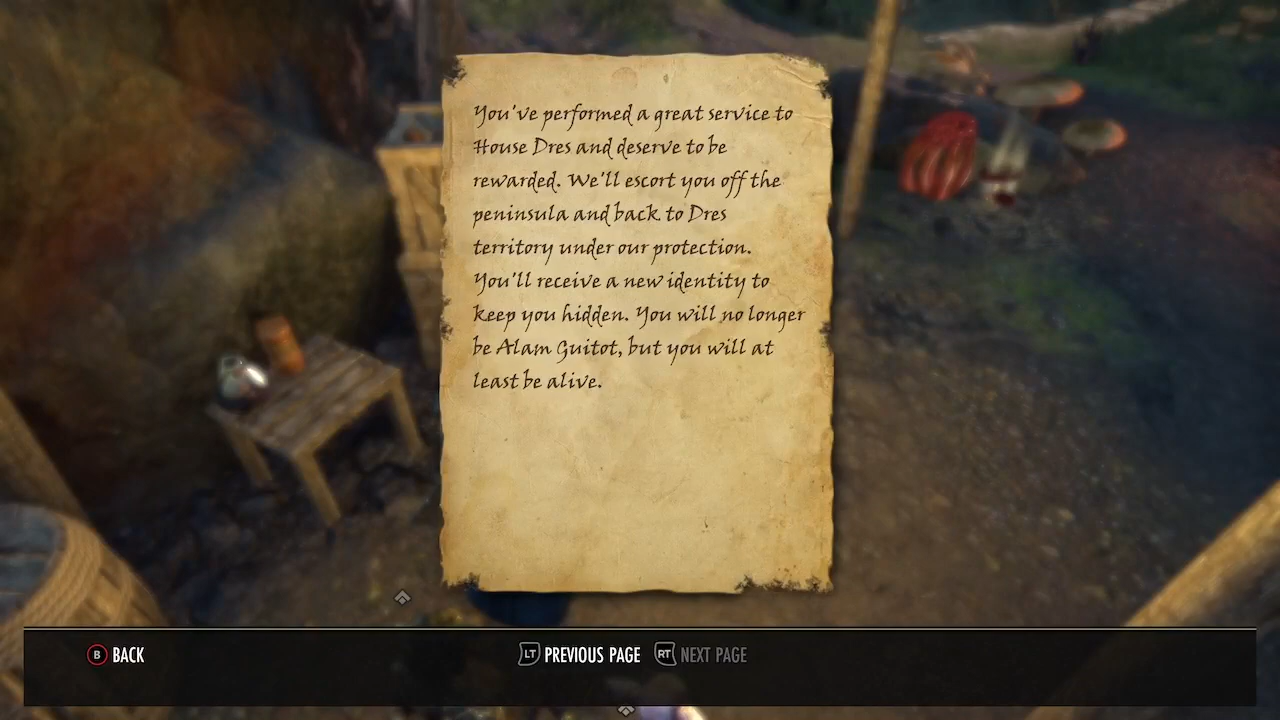 You've performed a great service to
House Dres and deserve to be
rewarded. We'll escort you off the
peninsula and back to Dres
territory under our protection.
You'll receive a new identity to
keep you hidden. You will no longer
be Alam Guitot, but you will at
least be alive.
B BACK
LT PREVIOUS PAGE RT NEXT PAGE